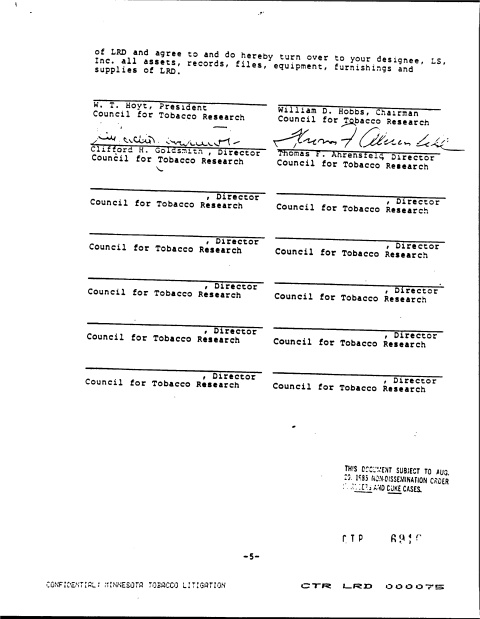 of LRD and agree to and do hereby turn over to your designee, LS,
Inc. all assets, records, files, equipment, furnishings and
supplies of LRD.
W. T. Hoyt, President
Council for Tobacco Research
William D. Hobbs, Chairman
Council for Tobacco Research
Clifford H. Goldsmith, Director
Council for Tobacco Research
Thomas F. Ahrensfeld, Director
Council for Tobacco Research
, Director
Council for Tobacco Research
, Director
Council for Tobacco Research
, Director
Council for Tobacco Research
, Director
Council for Tobacco Research
, Director
Council for Tobacco Research
, Director
Council for Tobacco Research
, Director
Council for Tobacco Research
, Director
Council for Tobacco Research
, Director
Council for Tobacco Research
, Director
Council for Tobacco Research
THIS DOCUMENT SUBJECT TO AUG.
1985 NON-DISSEMINATION ORDER
AND DUKE CASES.
-5-
CONFIDENTIAL: MINNESOTA TOBACCO LITIGATION
CTR LRD 000075